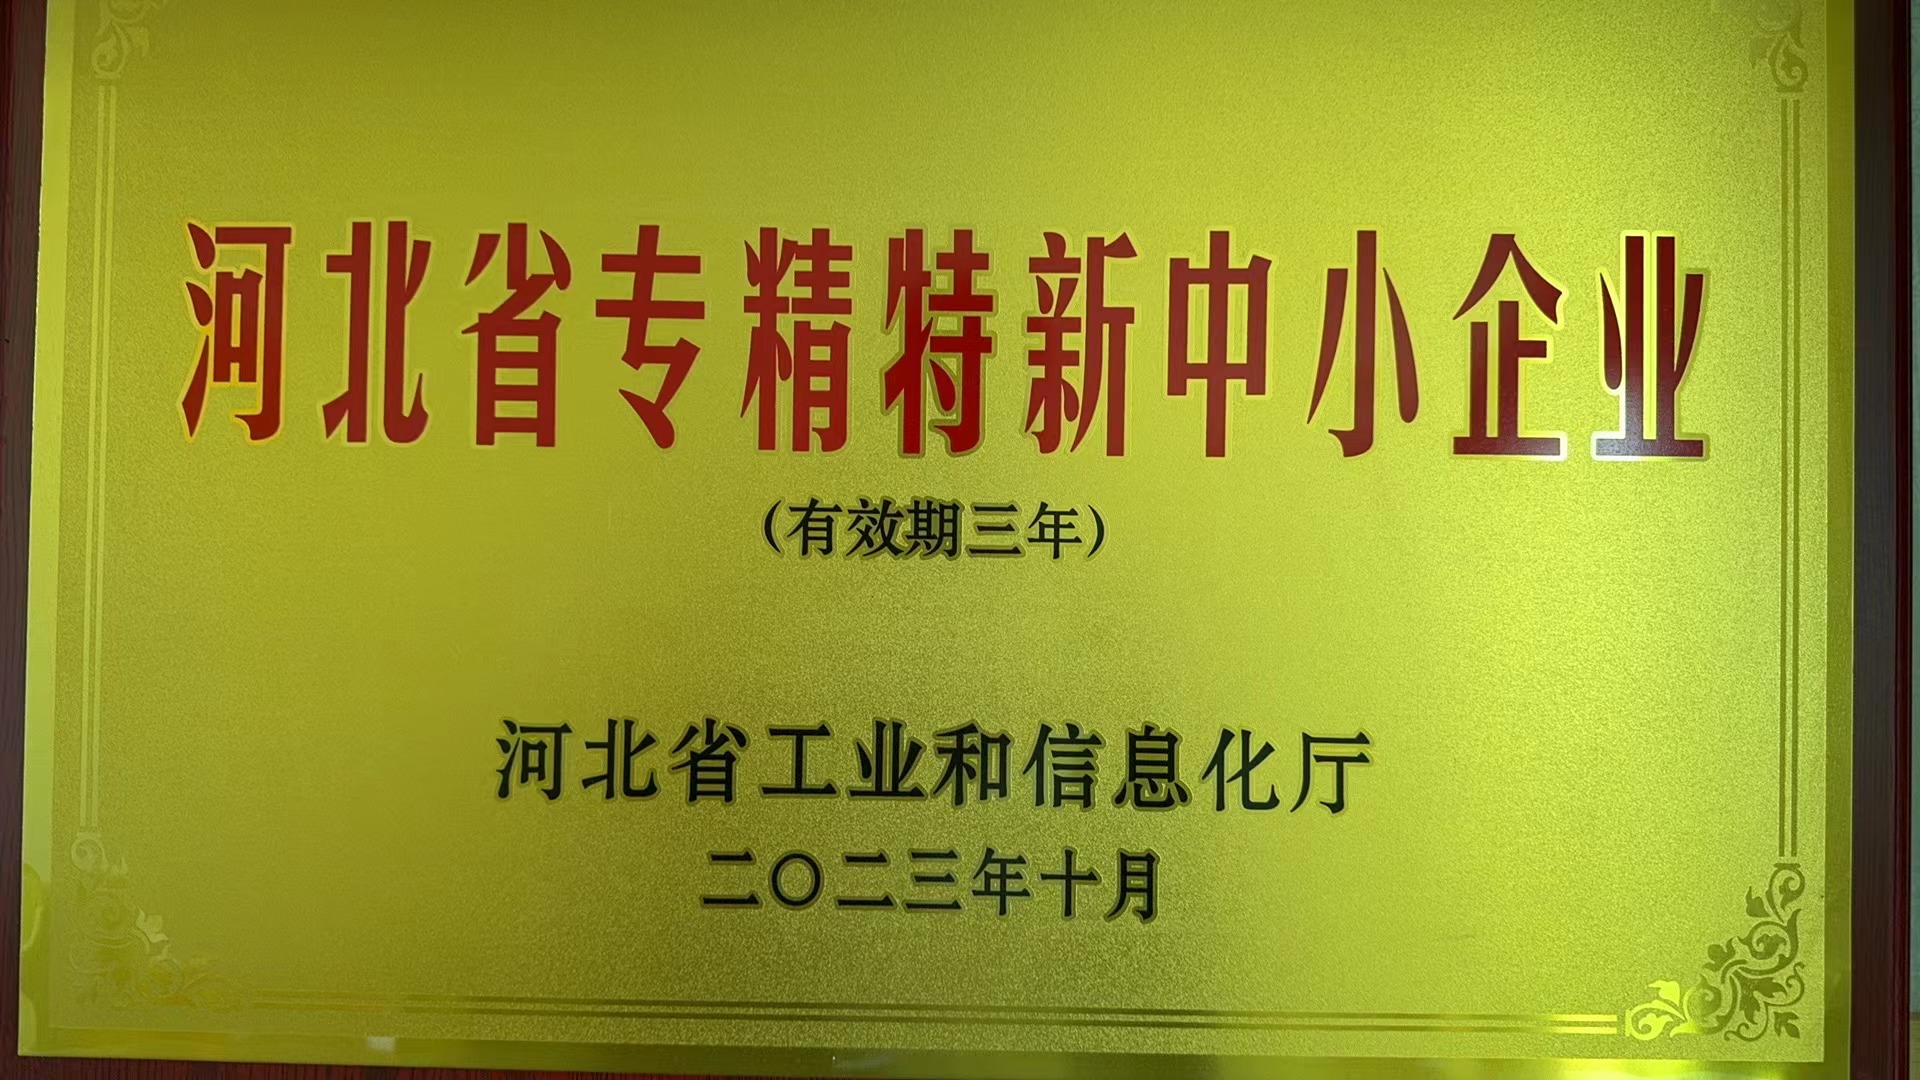 河北省专精特新中小企业
(有效期三年)
河北省工业和信息化厅
二〇二三年十月